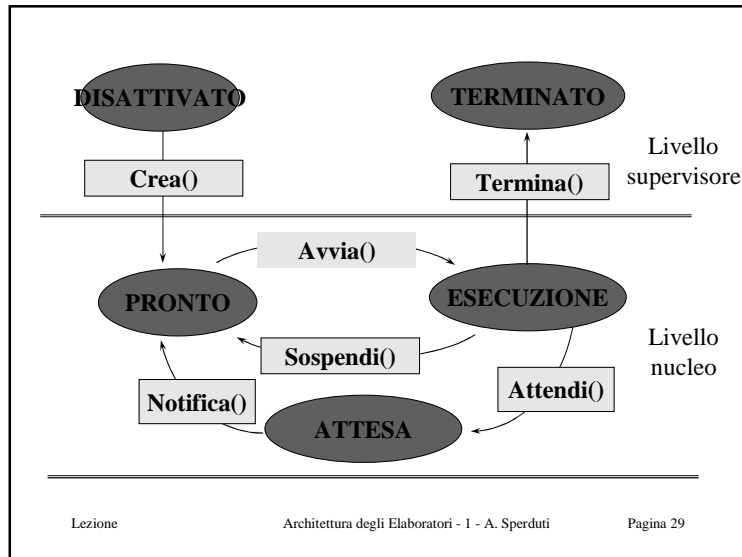 DISATTIVATO
TERMINATO
Crea()
Termina()
Livello
supervisore
Avvia()
PRONTO
ESECUZIONE
Sospendi()
Livello
nucleo
Notifica()
Attendi()
ATTESA
Lezione Architettura degli Elaboratori - 1 - A. Sperduti Pagina 29